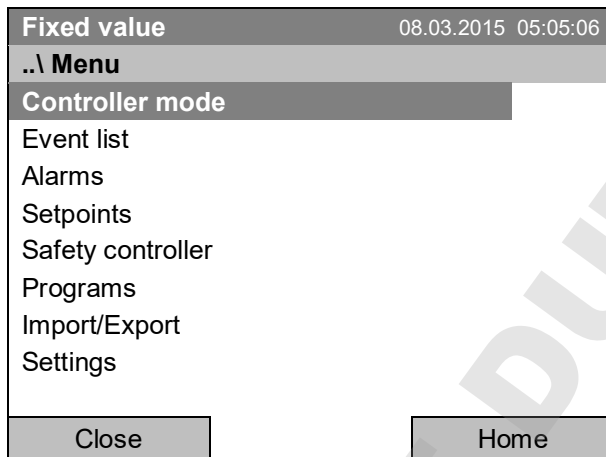 Fixed value 08.03.2015 05:05:06
..\ Menu
Controller mode
Event list
Alarms
Setpoints
Safety controller
Programs
Import/Export
Settings
Close Home